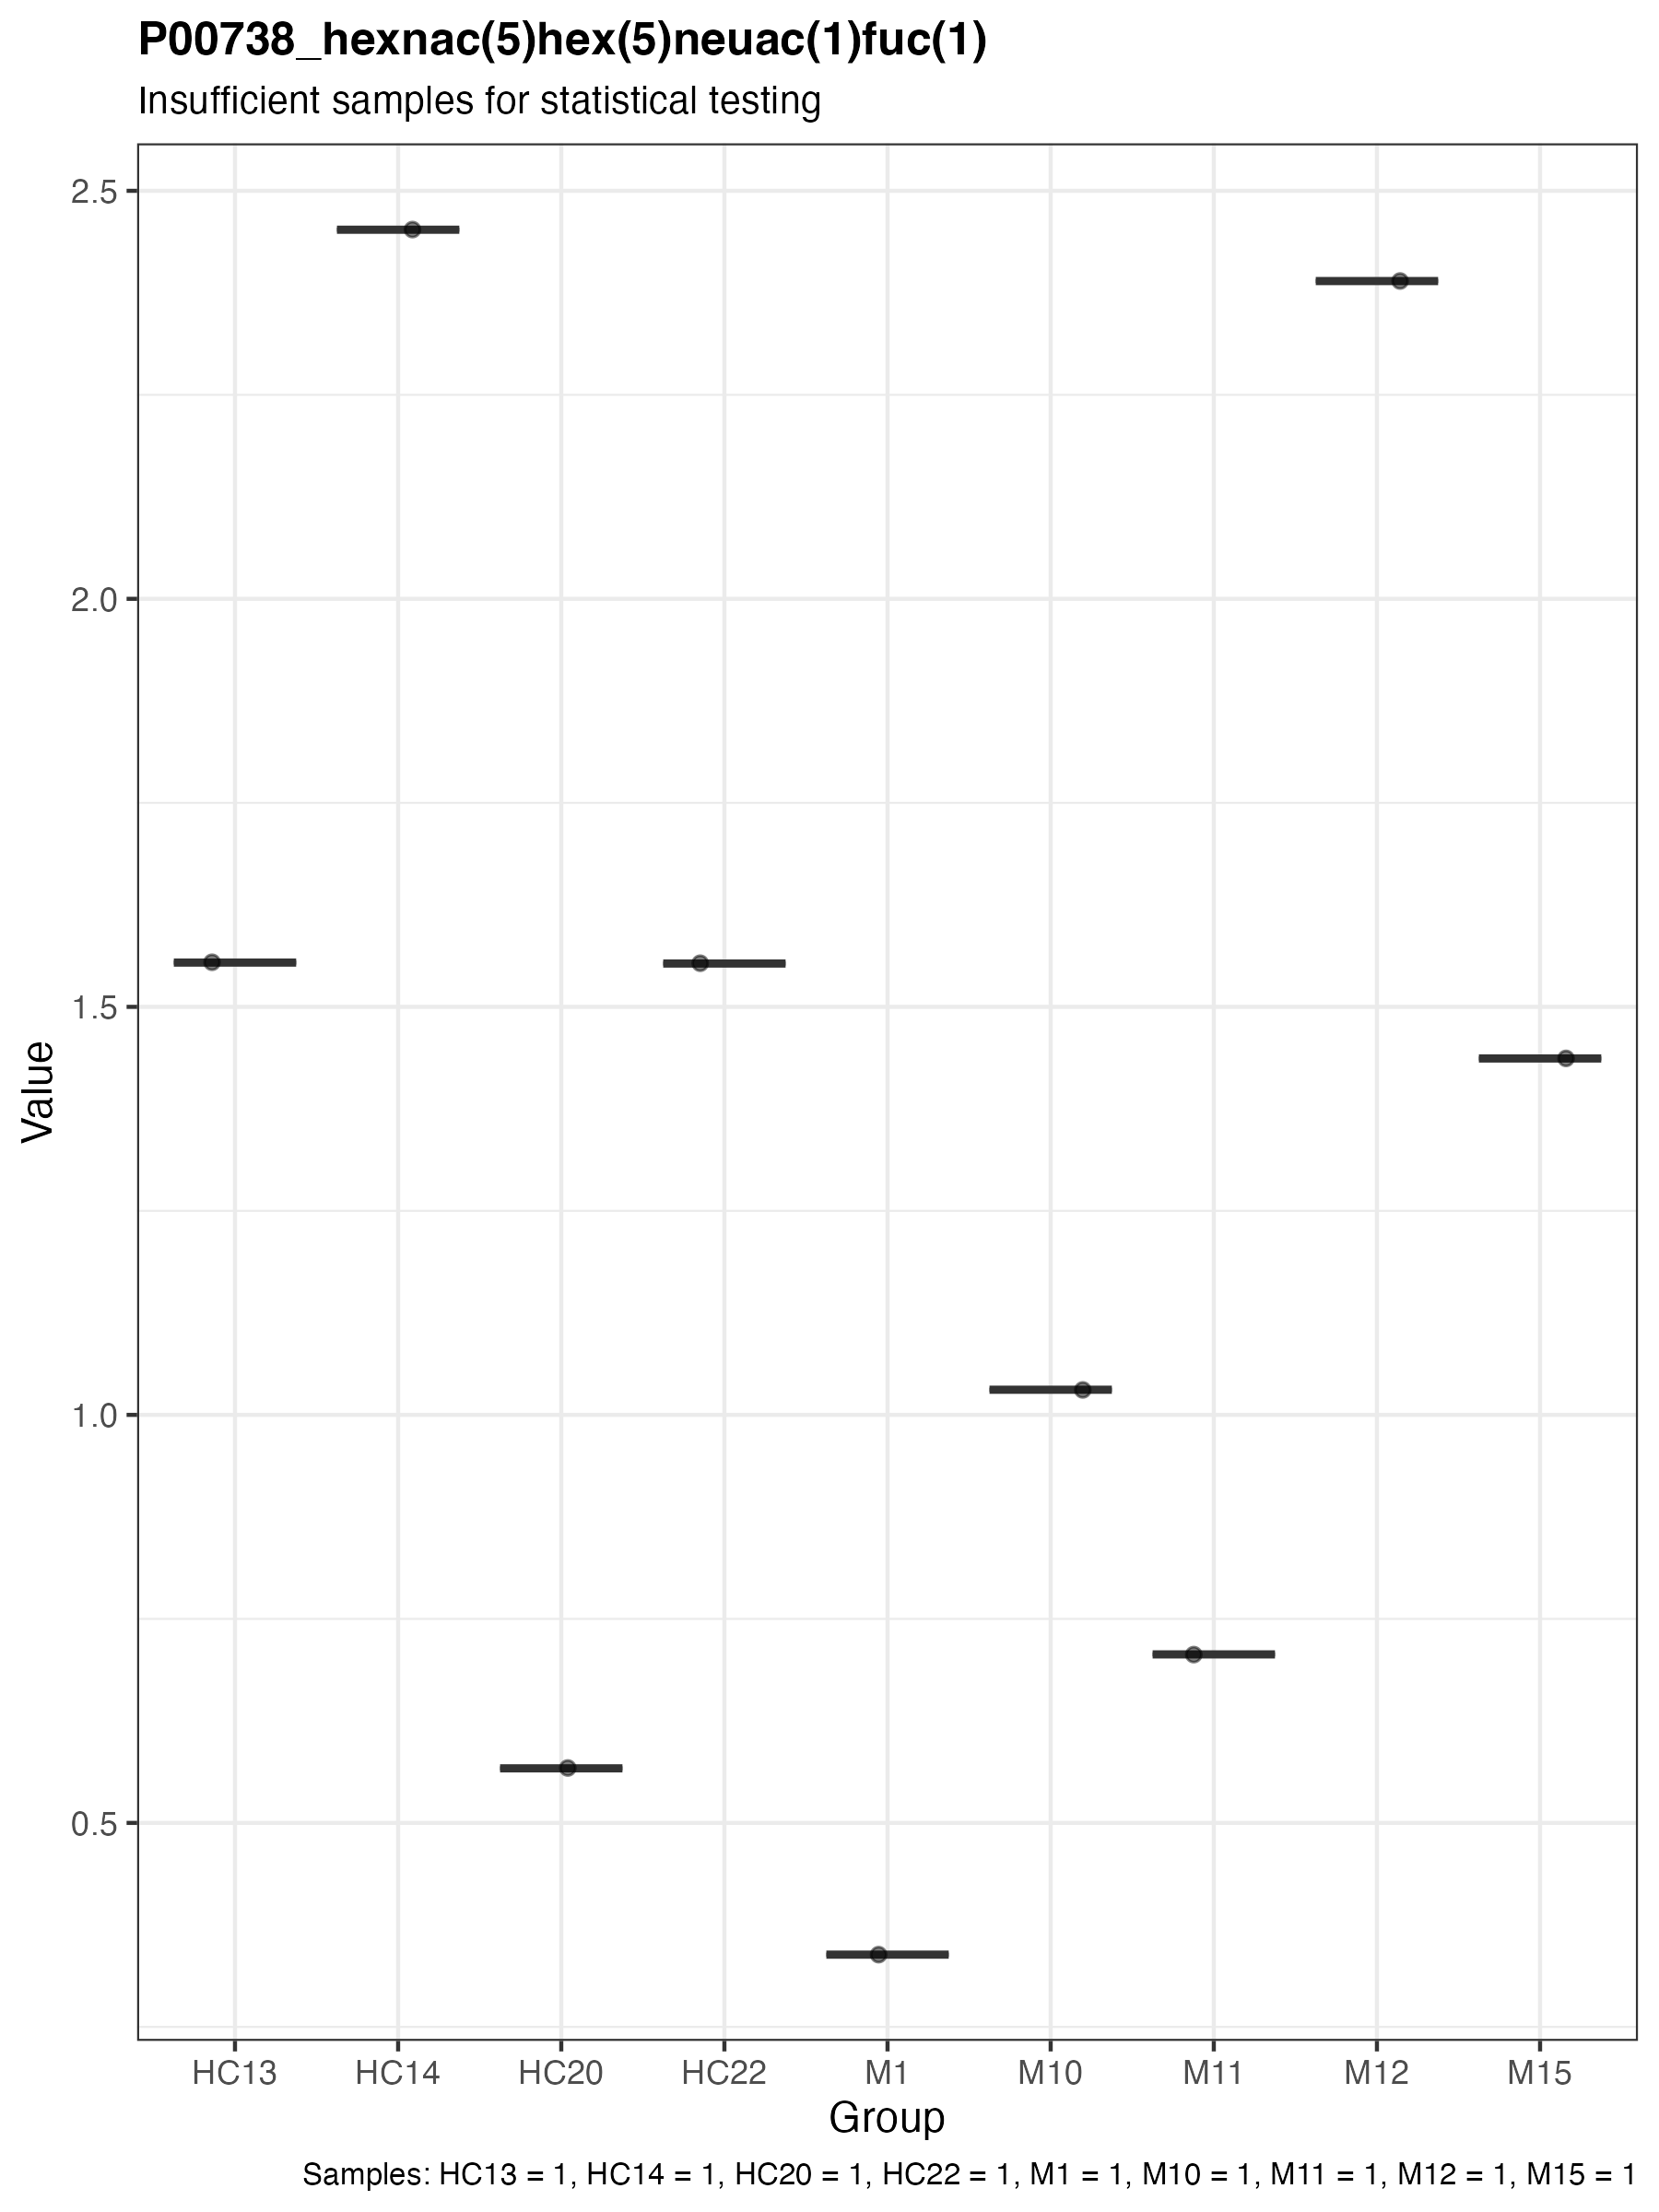 P00738_hexnac(5)hex(5)neuac(1)fuc(1)
Insufficient samples for statistical testing
2.5
2.0
1.5
1.0
0.5
Value
HC13 HC14 HC20 HC22 M1 M10 M11 M12 M15
Group
Samples: HC13 = 1, HC14 = 1, HC20 = 1, HC22 = 1, M1 = 1, M10 = 1, M11 = 1, M12 = 1, M15 = 1